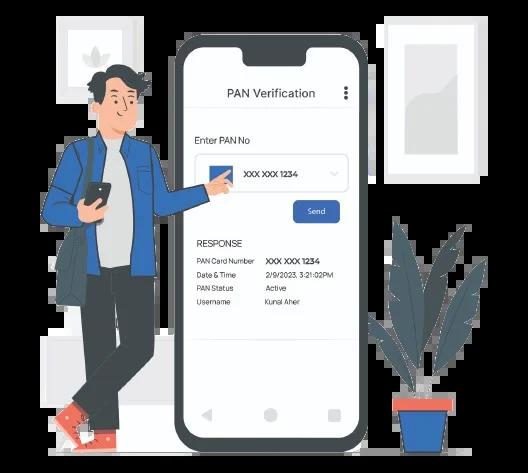 PAN Verification
Enter PAN No
XXX XXX 1234
Send
RESPONSE
PAN Card Number XXX XXX 1234
Date & Time 2/9/2023, 3:21:02PM
PAN Status Active
Username Kunal Aher